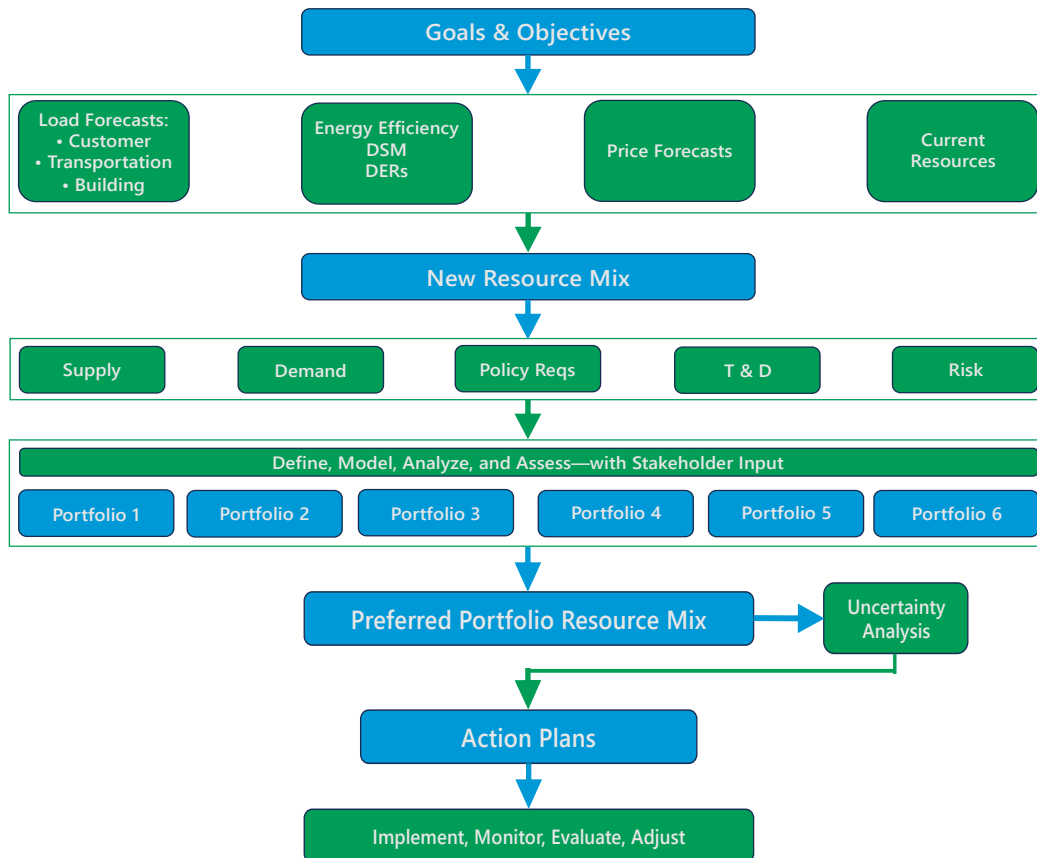 Goals & Objectives
Load Forecasts:
• Customer
• Transportation
• Building
Energy Efficiency
DSM
DERs
Price Forecasts
Current
Resources
New Resource Mix
Supply
Demand
Policy Reqs
T & D
Risk
Define, Model, Analyze, and Assess—with Stakeholder Input
Portfolio 1
Portfolio 2
Portfolio 3
Portfolio 4
Portfolio 5
Portfolio 6
Preferred Portfolio Resource Mix
Uncertainty
Analysis
Action Plans
Implement, Monitor, Evaluate, Adjust